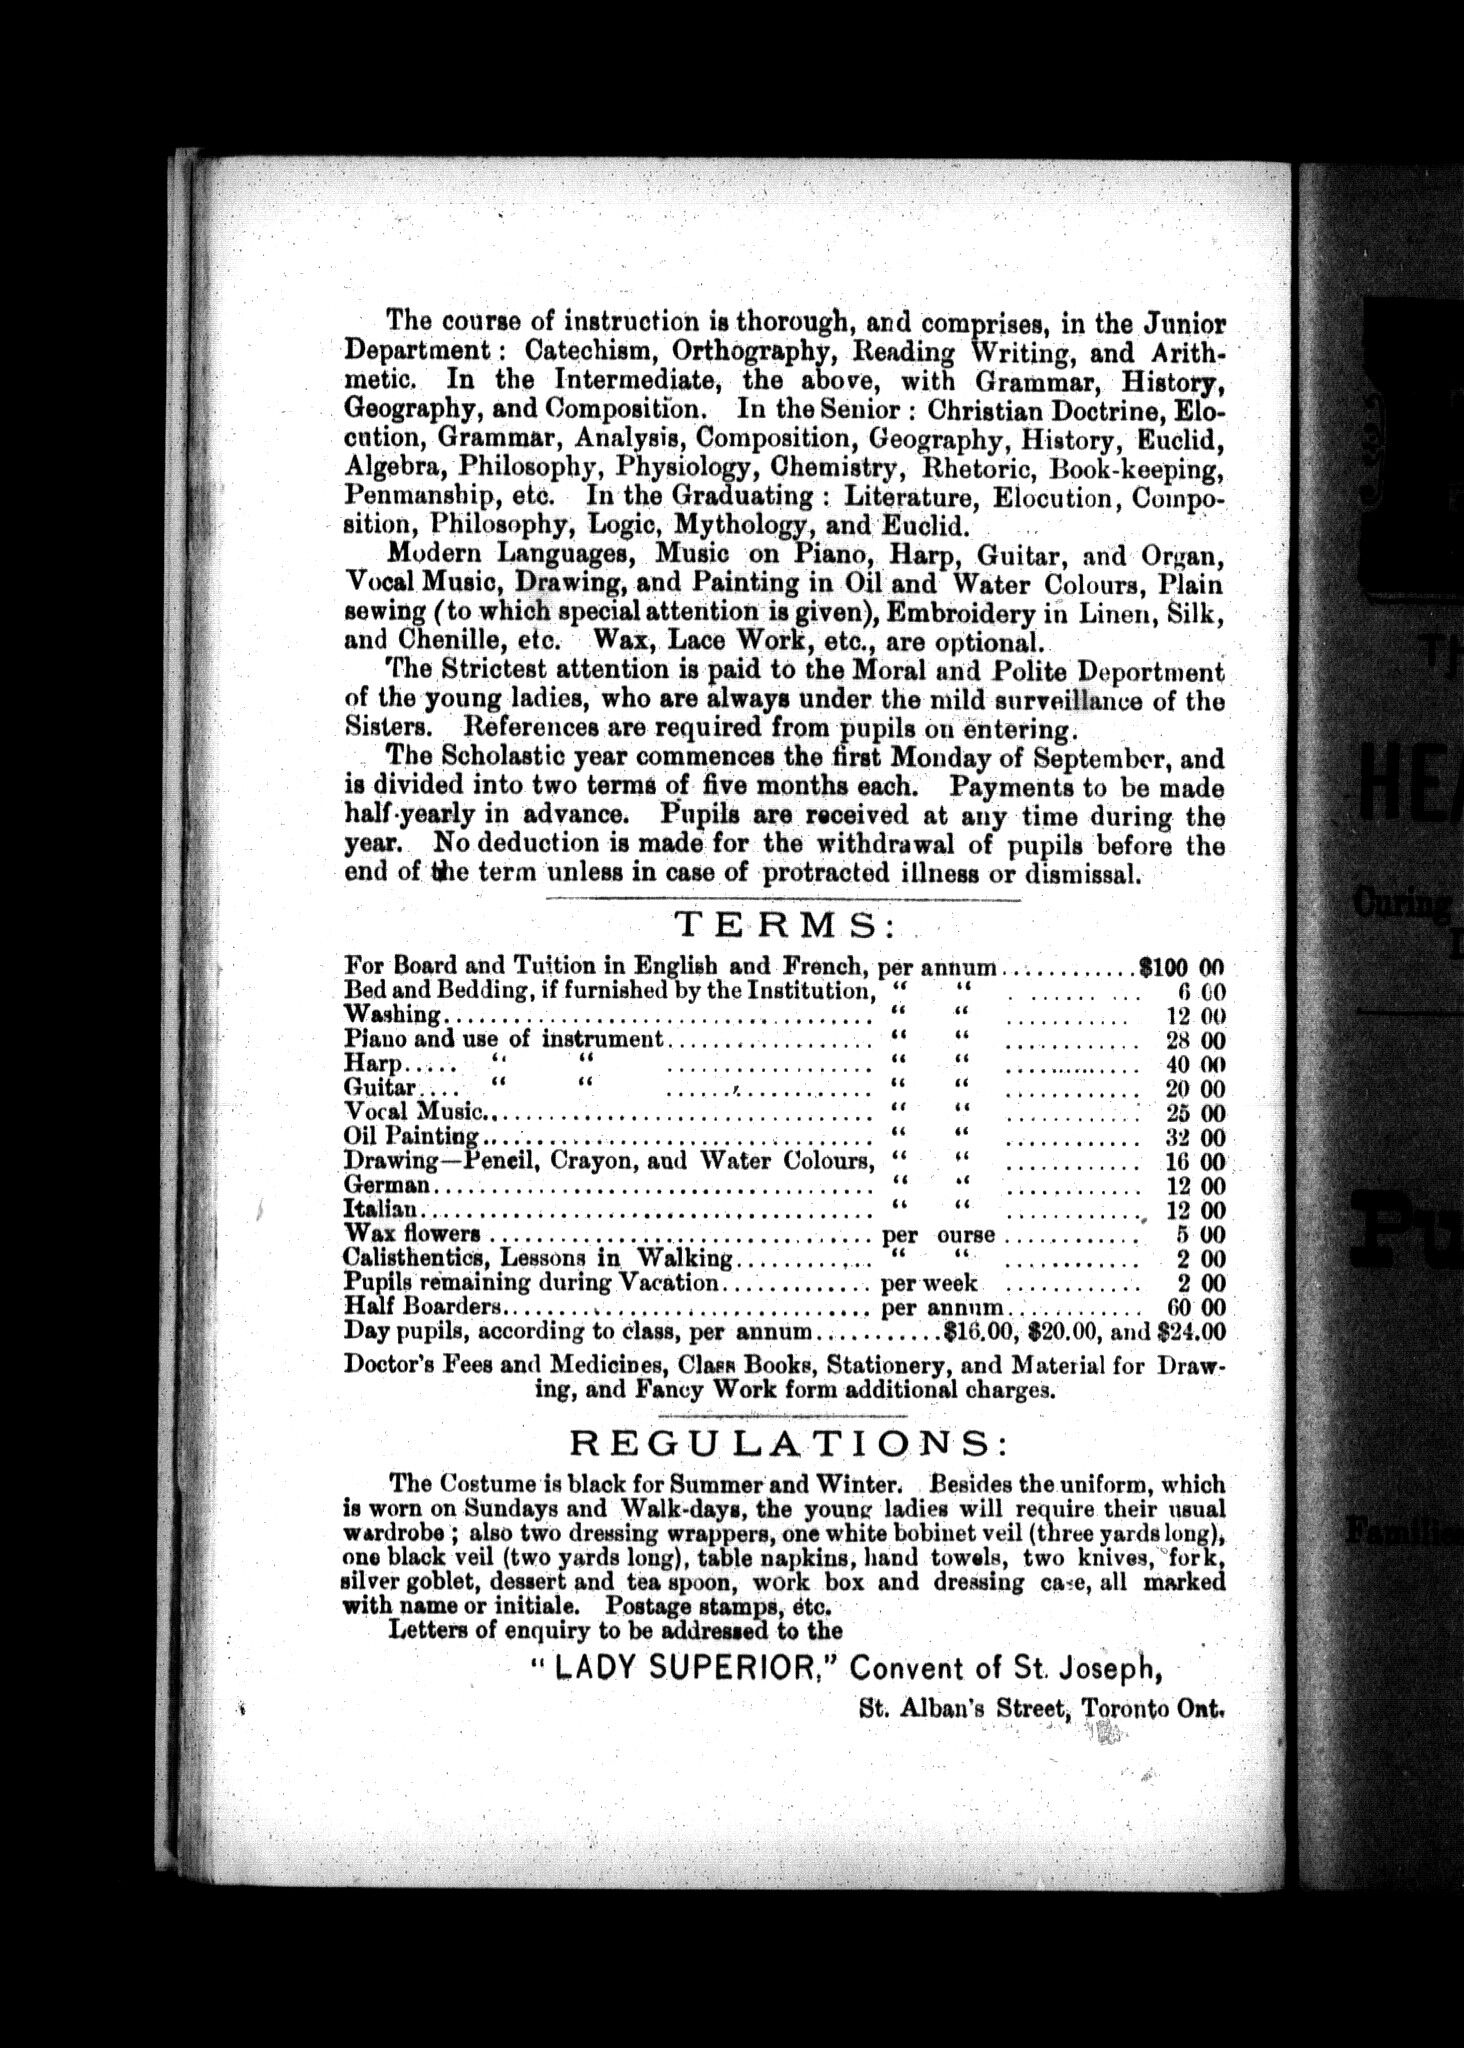 The course of instruction is thorough, and comprises, in the Junior
Department : Catechism, Orthography, Reading Writing, and Arith-
metic. In the Intermediate, the above, with Grammar, History,
Geography, and Composition. In the Senior : Christian Doctrine, Elo-
cution, Grammar, Analysis, Composition, Geography, History, Euclid,
Algebra, Philosophy, Physiology, Chemistry, Rhetoric, Book-keeping,
Penmanship, etc. In the Graduating : Literature, Elocution, Compo-
sition, Philosophy, Logic, Mythology, and Euclid.
Modern Languages, Music on Piano, Harp, Guitar, and Organ,
Vocal Music, Drawing, and Painting in Oil and Water Colours, Plain
sewing (to which special attention is given), Embroidery in Linen, Silk,
and Chenille, etc. Wax, Lace Work, etc., are optional.
The Strictest attention is paid to the Moral and Polite Deportment
of the young ladies, who are always under the mild surveillance of the
Sisters. References are required from pupils on entering.
The Scholastic year commences the first Monday of September, and
is divided into two terms of five months each. Payments to be made
half-yearly in advance. Pupils are received at any time during the
year. No deduction is made for the withdrawal of pupils before the
end of the term unless in case of protracted illness or dismissal.
TERMS:
For Board and Tuition in English and French, per annum............$100 00
Bed and Bedding, if furnished by the Institution, " " ............ 6 00
Washing.................................... " " ............ 12 00
Piano and use of instrument.................. " " ............ 28 00
Harp..... " " .................. " " ............ 40 00
Guitar.... " " .................. " " ............ 20 00
Vocal Music.................................. " " ............ 25 00
Oil Painting.................................. " " ............ 32 00
Drawing—Pencil, Crayon, and Water Colours, " " ............ 16 00
German...................................... " " ............ 12 00
Italian....................................... " " ............ 12 00
Wax flowers ................................. per ourse ............ 5 00
Calisthentics, Lessons in Walking............ " " ............ 2 00
Pupils remaining during Vacation............. per week ............ 2 00
Half Boarders................................ per annum............ 60 00
Day pupils, according to class, per annum...........$16.00, $20.00, and $24.00
Doctor's Fees and Medicines, Class Books, Stationery, and Material for Draw-
ing, and Fancy Work form additional charges.
REGULATIONS:
The Costume is black for Summer and Winter. Besides the uniform, which
is worn on Sundays and Walk-days, the young ladies will require their usual
wardrobe ; also two dressing wrappers, one white bobinet veil (three yards long),
one black veil (two yards long), table napkins, hand towels, two knives, fork,
silver goblet, dessert and tea spoon, work box and dressing case, all marked
with name or initiale. Postage stamps, etc.
Letters of enquiry to be addressed to the
"LADY SUPERIOR," Convent of St. Joseph,
St. Alban's Street, Toronto Ont.